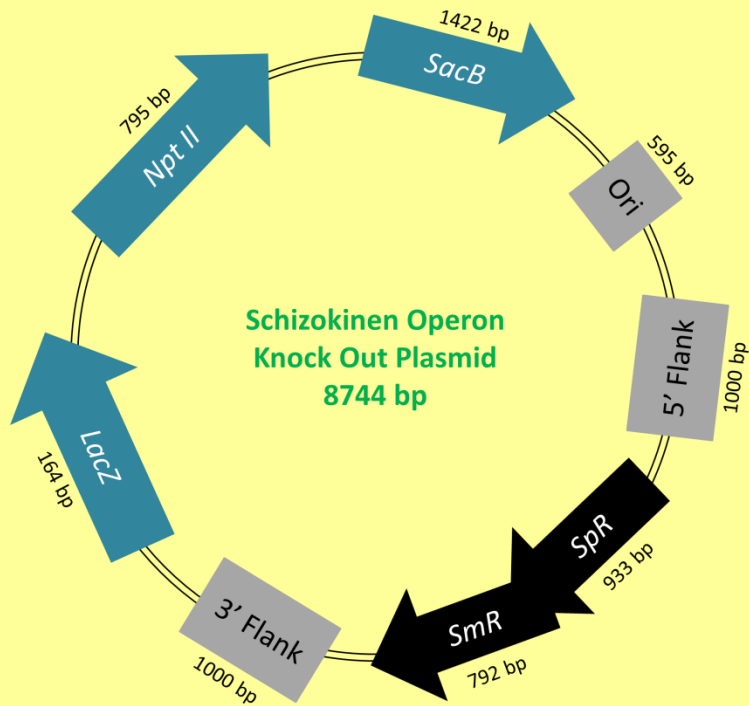 1422 bp
SacB
595 bp
Ori
1000 bp
5’ Flank
933 bp
SpR
792 bp
SmR
1000 bp
3’ Flank
164 bp
LacZ
795 bp
Npt II
Schizokinen Operon
Knock Out Plasmid
8744 bp